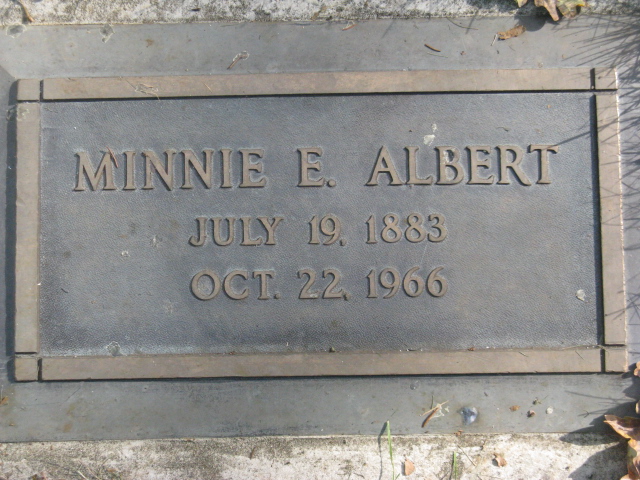 MINNIE E. ALBERT
JULY 19, 1883
OCT. 22, 1966